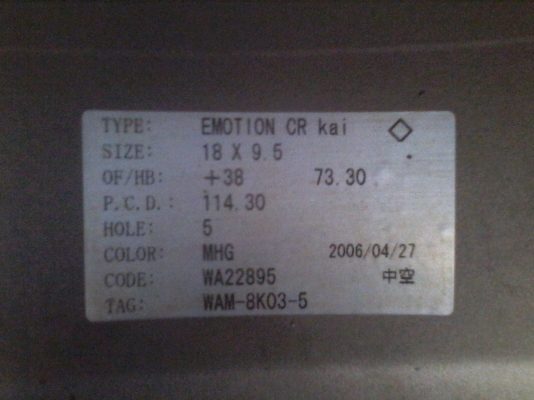 TYPE: EMOTION CR kai ◇
SIZE: 18 X 9.5
OF/HB: +38 73.30
P.C.D.: 114.30
HOLE: 5
COLOR: MHG 2006/04/27
CODE: WA22895 中空
TAG: WAM-8K03-5